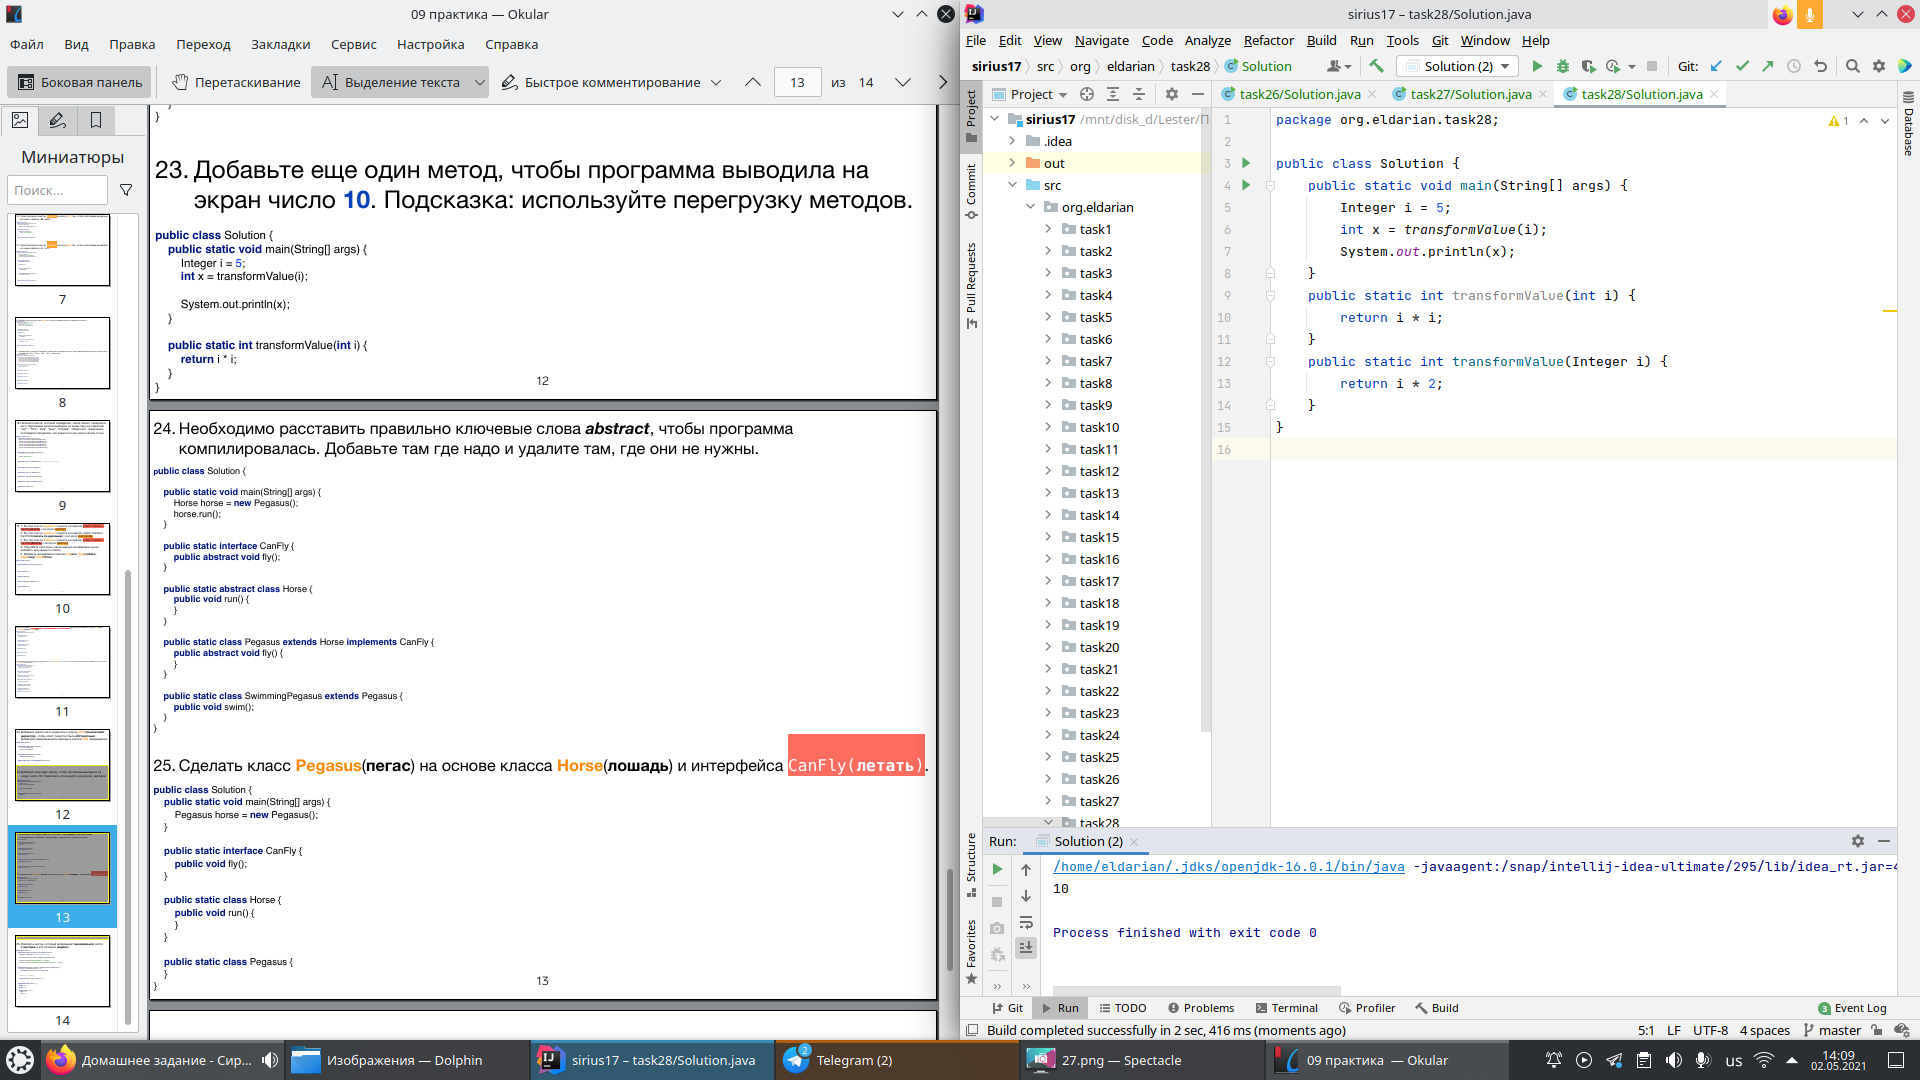 09 практика — Okular
Файл Вид Правка Переход Закладки Сервис Настройка Справка
Боковая панель Перетаскивание Выделение текста Быстрое комментирование 13 из 14
Миниатюры
Поиск...
7
8
9
10
11
12
13
14
}
23. Добавьте еще один метод, чтобы программа выводила на
экран число 10. Подсказка: используйте перегрузку методов.
public class Solution {
public static void main(String[] args) {
Integer i = 5;
int x = transformValue(i);
System.out.println(x);
}
public static int transformValue(int i) {
return i * i;
}
}
12
24. Необходимо расставить правильно ключевые слова abstract, чтобы программа
компилировалась. Добавьте там где надо и удалите там, где они не нужны.
public class Solution {
public static void main(String[] args) {
Horse horse = new Pegasus();
horse.run();
}
public static interface CanFly {
public abstract void fly();
}
public static abstract class Horse {
public void run() {
}
}
public static class Pegasus extends Horse implements CanFly {
public abstract void fly() {
}
}
public static class SwimmingPegasus extends Pegasus {
public void swim();
}
}
25. Сделать класс Pegasus(пегас) на основе класса Horse(лошадь) и интерфейса CanFly(летать).
public class Solution {
public static void main(String[] args) {
Pegasus horse = new Pegasus();
}
public static interface CanFly {
public void fly();
}
public static class Horse {
public void run() {
}
}
public static class Pegasus {
}
}
13
sirius17 – task28/Solution.java
File Edit View Navigate Code Analyze Refactor Build Run Tools Git Window Help
sirius17 src org eldarian task28 Solution Solution (2) Git:
Project
Commit
Pull Requests
Structure
Favorites
Database
Project
task26/Solution.java task27/Solution.java task28/Solution.java
sirius17 /mnt/disk_d/Lester/П
.idea
out
src
org.eldarian
task1
task2
task3
task4
task5
task6
task7
task8
task9
task10
task11
task12
task13
task14
task15
task16
task17
task18
task19
task20
task21
task22
task23
task24
task25
task26
task27
task28
1 package org.eldarian.task28;
1
2
3 public class Solution {
4 public static void main(String[] args) {
5 Integer i = 5;
6 int x = transformValue(i);
7 System.out.println(x);
8 }
9 public static int transformValue(int i) {
10 return i * i;
11 }
12 public static int transformValue(Integer i) {
13 return i * 2;
14 }
15 }
16
Run: Solution (2)
/home/eldarian/.jdks/openjdk-16.0.1/bin/java -javaagent:/snap/intellij-idea-ultimate/295/lib/idea_rt.jar=4
10
Process finished with exit code 0
Git Run TODO Problems Terminal Profiler Build 3 Event Log
Build completed successfully in 2 sec, 416 ms (moments ago) 5:1 LF UTF-8 4 spaces master
Домашнее задание - Сир... Изображения — Dolphin sirius17 – task28/Solution.java 2 Telegram (2) 27.png — Spectacle 09 практика — Okular us 14:09
02.05.2021